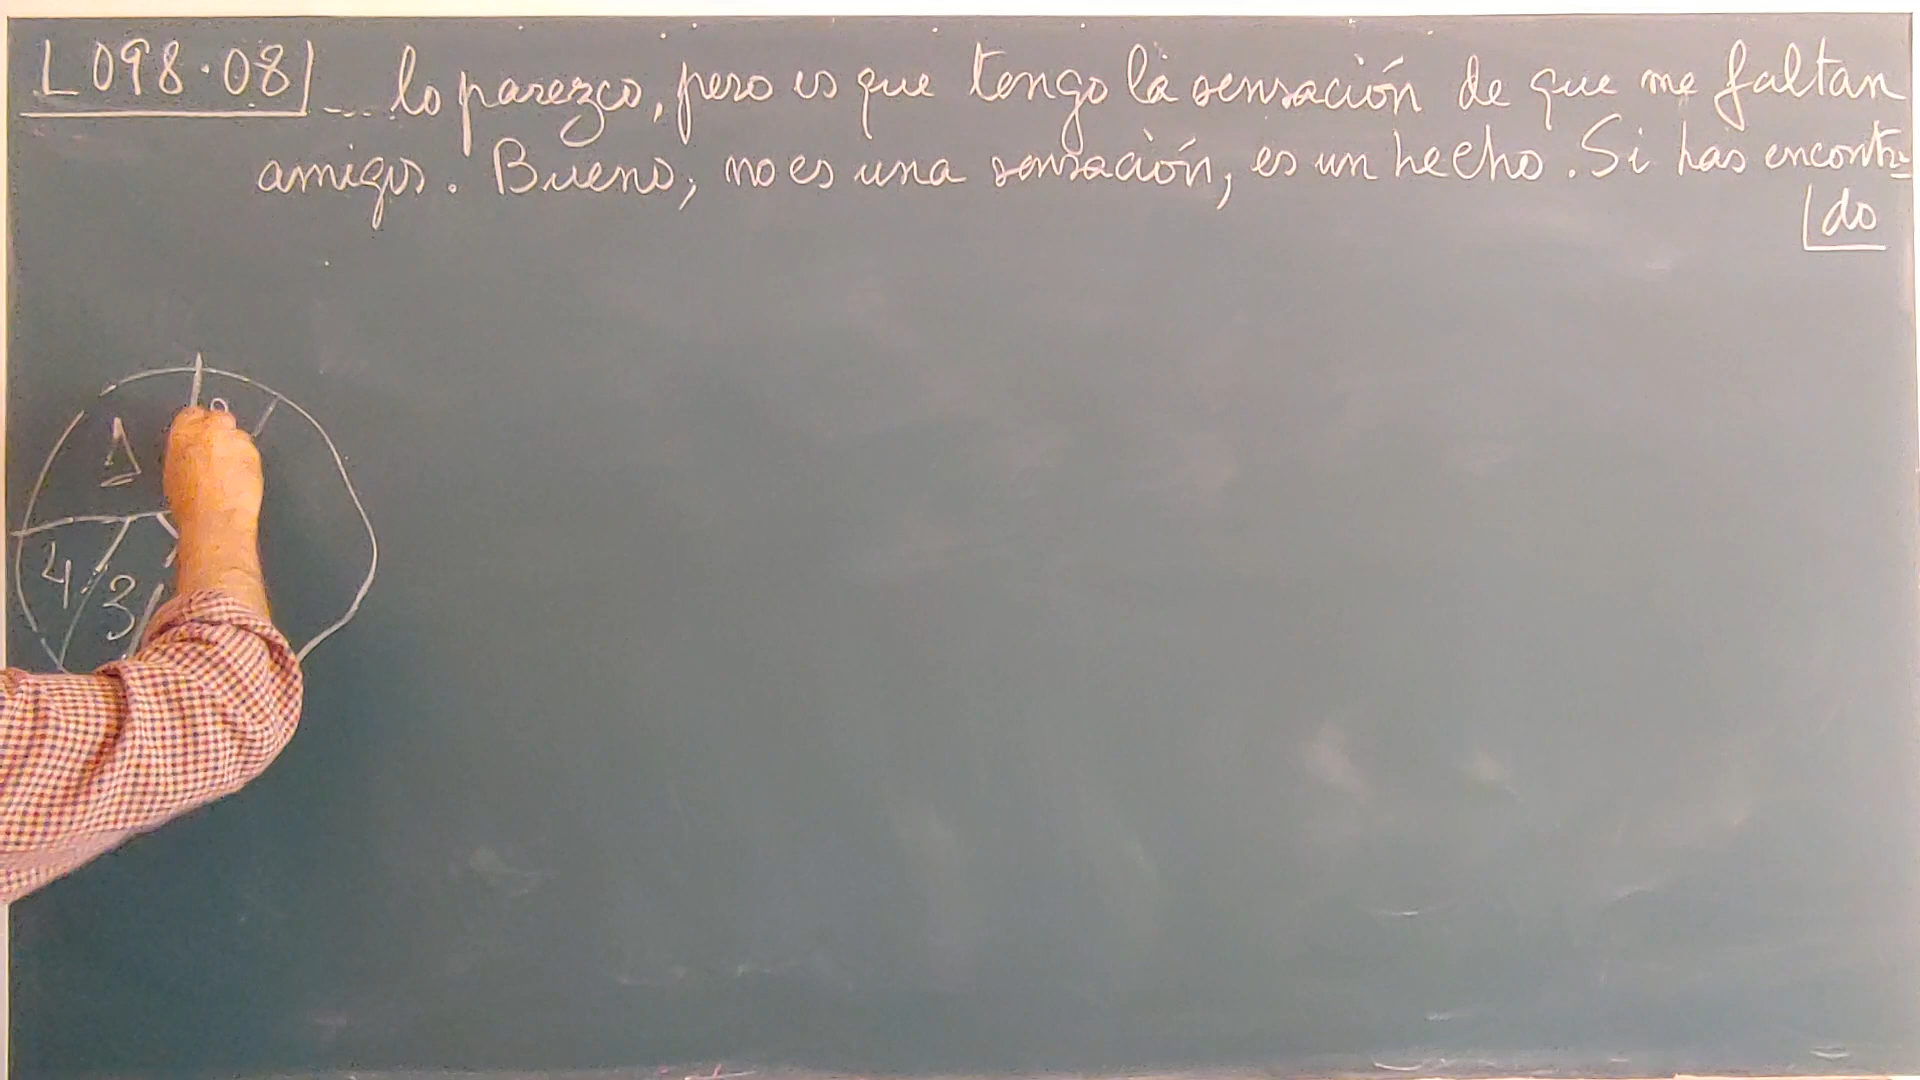 L098.08 ... lo parezco, pero es que tengo la sensación de que me faltan
amigos. Bueno, no es una sensación, es un hecho. Si has encontra-
do
1
4 3